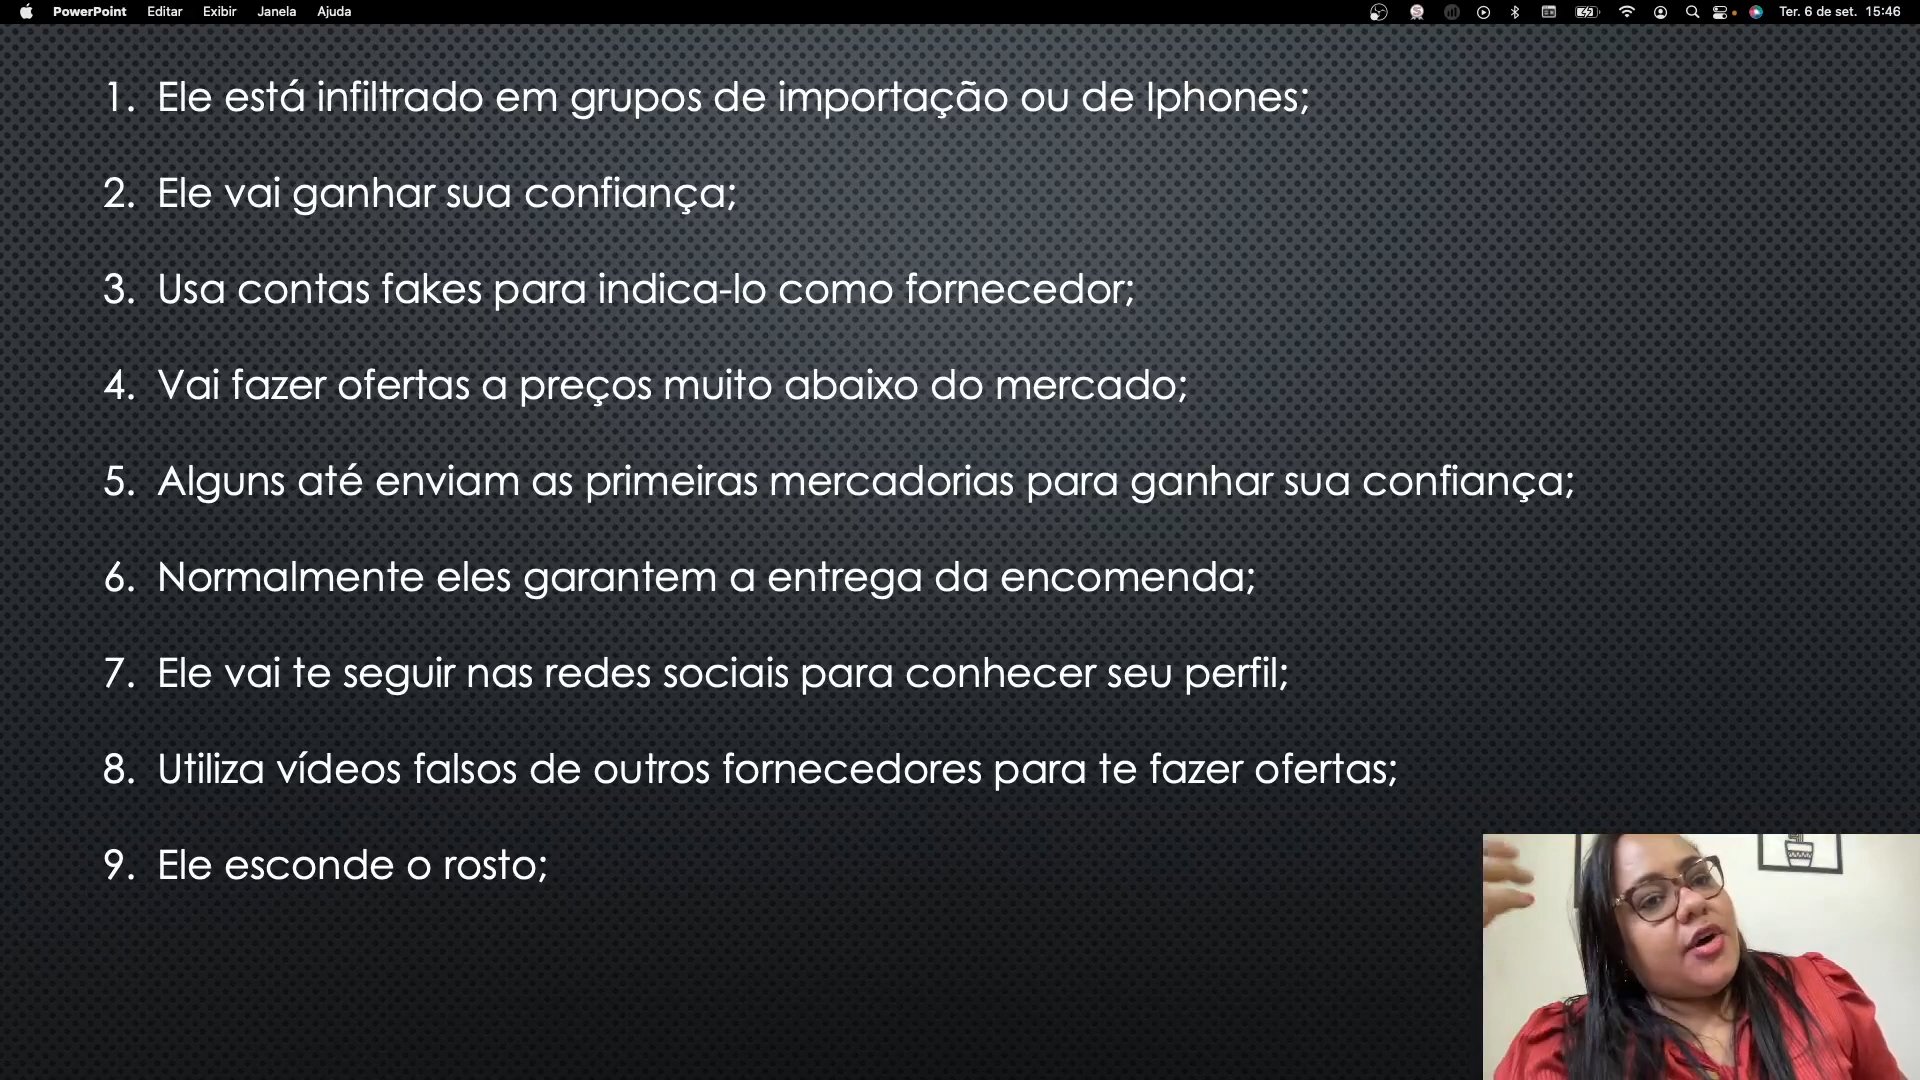 PowerPoint Editar Exibir Janela Ajuda Ter. 6 de set. 15:46
1. Ele está infiltrado em grupos de importação ou de Iphones;
2. Ele vai ganhar sua confiança;
3. Usa contas fakes para indica-lo como fornecedor;
4. Vai fazer ofertas a preços muito abaixo do mercado;
5. Alguns até enviam as primeiras mercadorias para ganhar sua confiança;
6. Normalmente eles garantem a entrega da encomenda;
7. Ele vai te seguir nas redes sociais para conhecer seu perfil;
8. Utiliza vídeos falsos de outros fornecedores para te fazer ofertas;
9. Ele esconde o rosto;